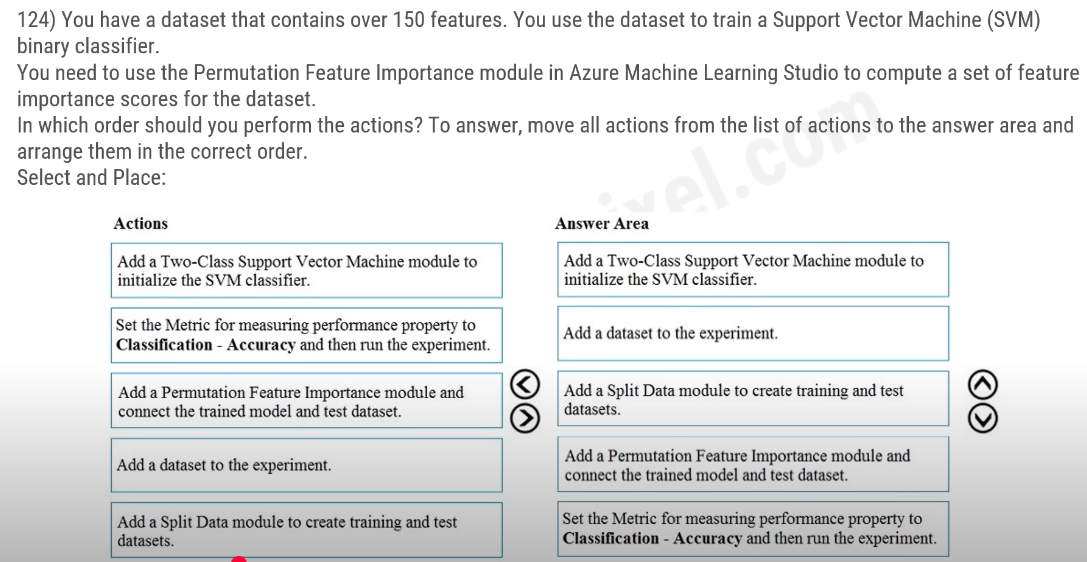 124) You have a dataset that contains over 150 features. You use the dataset to train a Support Vector Machine (SVM)
binary classifier.
You need to use the Permutation Feature Importance module in Azure Machine Learning Studio to compute a set of feature
importance scores for the dataset.
In which order should you perform the actions? To answer, move all actions from the list of actions to the answer area and
arrange them in the correct order.
Select and Place:
Actions
Add a Two-Class Support Vector Machine module to
initialize the SVM classifier.
Set the Metric for measuring performance property to
Classification - Accuracy and then run the experiment.
Add a Permutation Feature Importance module and
connect the trained model and test dataset.
Add a dataset to the experiment.
Add a Split Data module to create training and test
datasets.
Answer Area
Add a Two-Class Support Vector Machine module to
initialize the SVM classifier.
Add a dataset to the experiment.
Add a Split Data module to create training and test
datasets.
Add a Permutation Feature Importance module and
connect the trained model and test dataset.
Set the Metric for measuring performance property to
Classification - Accuracy and then run the experiment.